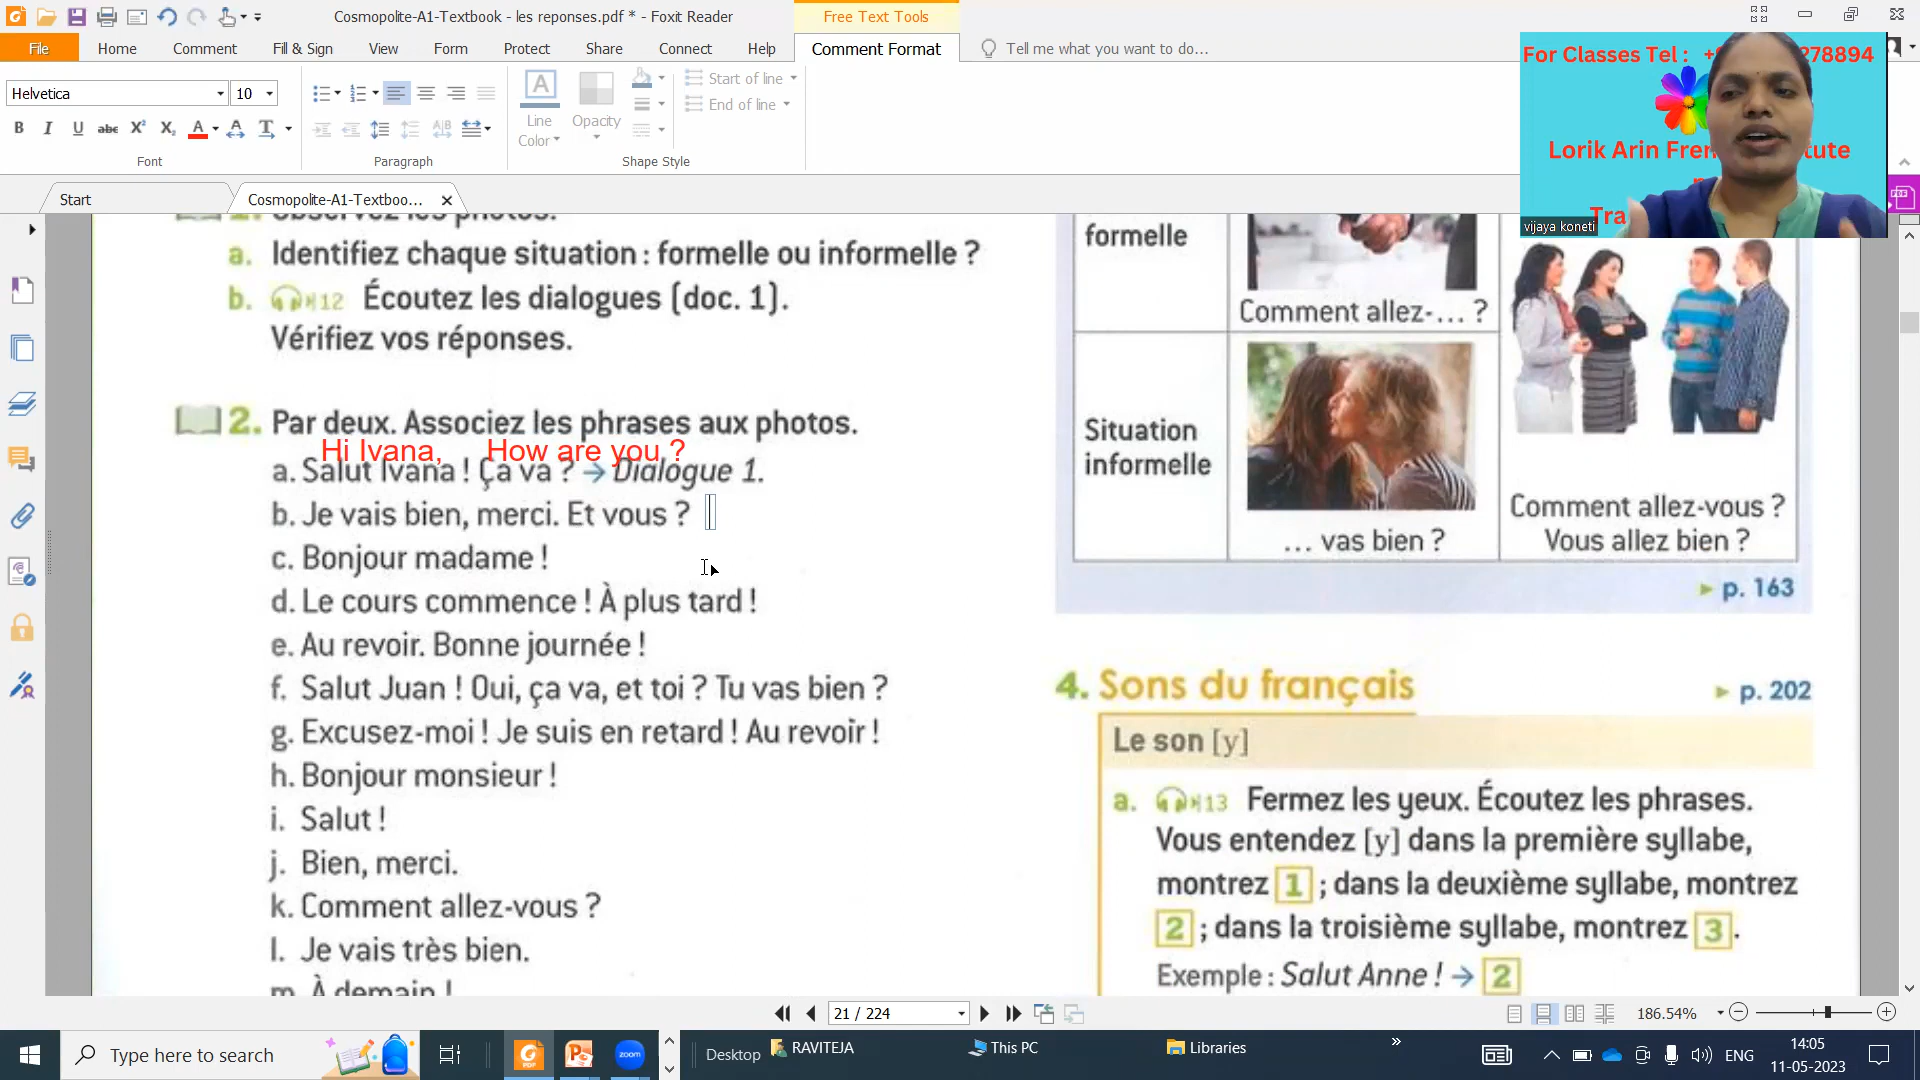 Cosmopolite-A1-Textbook - les reponses.pdf * - Foxit Reader
Free Text Tools
File
Home
Comment
Fill & Sign
View
Form
Protect
Share
Connect
Help
Comment Format
Tell me what you want to do...
Helvetica
10
Font
Paragraph
Line
Color
Opacity
Start of line
End of line
Shape Style
For Classes Tel :
278894
Lorik Arin
Tra
vijaya koneti
Start
Cosmopolite-A1-Textboo...
1. Observez les photos.
a. Identifiez chaque situation : formelle ou informelle ?
b. 12 Écoutez les dialogues (doc. 1).
Vérifiez vos réponses.
2. Par deux. Associez les phrases aux photos.
Hi Ivana, How are you ?
a. Salut Ivana ! Ça va ? → Dialogue 1.
b. Je vais bien, merci. Et vous ?
c. Bonjour madame !
d. Le cours commence ! À plus tard !
e. Au revoir. Bonne journée !
f. Salut Juan ! Oui, ça va, et toi ? Tu vas bien ?
g. Excusez-moi ! Je suis en retard ! Au revoir !
h. Bonjour monsieur !
i. Salut !
j. Bien, merci.
k. Comment allez-vous ?
l. Je vais très bien.
m. À demain !
formelle
Comment allez-... ?
Situation
informelle
... vas bien ?
Comment allez-vous ?
Vous allez bien ?
p. 163
4. Sons du français
p. 202
Le son [y]
a. 13 Fermez les yeux. Écoutez les phrases.
Vous entendez [y] dans la première syllabe,
montrez 1 ; dans la deuxième syllabe, montrez
2 ; dans la troisième syllabe, montrez 3.
Exemple : Salut Anne ! → 2
21 / 224
186.54%
Type here to search
zoom
Desktop
RAVITEJA
This PC
Libraries
ENG
14:05
11-05-2023